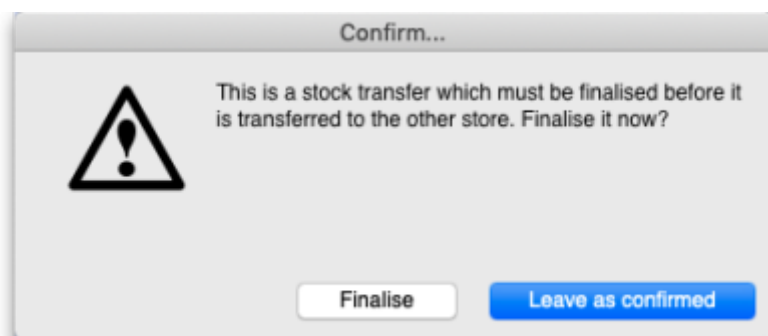 Confirm...
This is a stock transfer which must be finalised before it
is transferred to the other store. Finalise it now?
Finalise
Leave as confirmed